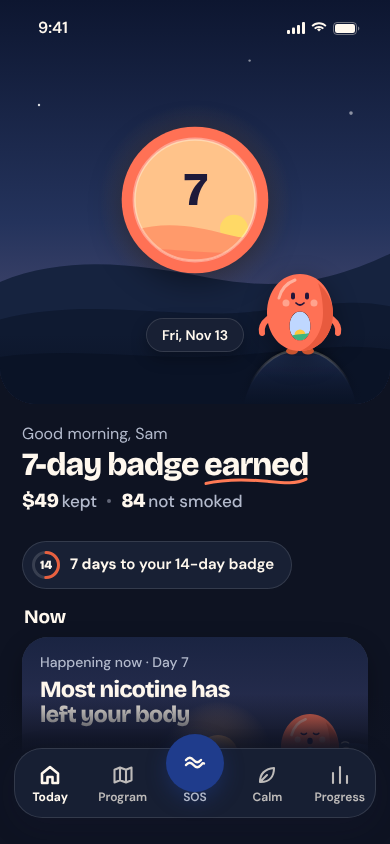 9:41
7
Fri, Nov 13
Good morning, Sam
7-day badge earned
$49 kept • 84 not smoked
14 7 days to your 14-day badge
Now
Happening now · Day 7
Most nicotine has
left your body
Today Program SOS Calm Progress